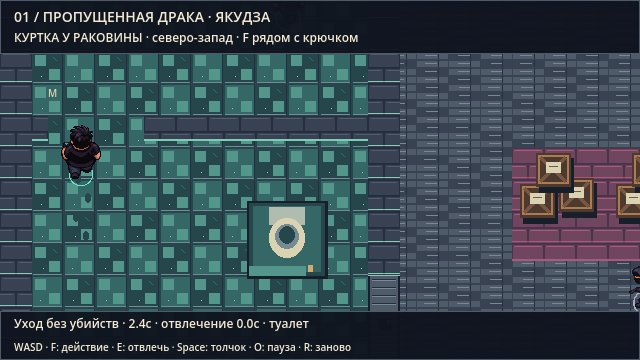 01 / ПРОПУЩЕННАЯ ДРАКА · ЯКУДЗА
КУРТКА У РАКОВИНЫ · северо-запад · F рядом с крючком
М
Уход без убийств · 2.4с · отвлечение 0.0с · туалет
WASD · F: действие · E: отвлечь · Space: толчок · O: пауза · R: заново